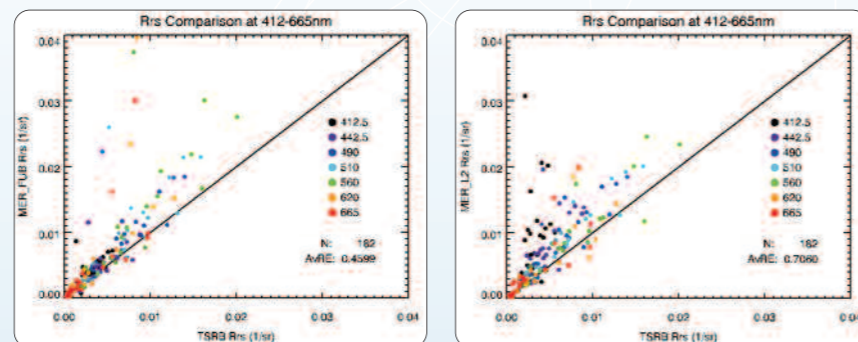 Rrs Comparison at 412-665nm
0.04
0.03
0.02
0.01
0.00
MER_FUB Rrs (1/sr)
412.5
442.5
490
510
560
620
665
N: 182
AvRE: 0.4599
0.00 0.01 0.02 0.03 0.04
TSRB Rrs (1/sr)
Rrs Comparison at 412-665nm
0.04
0.03
0.02
0.01
0.00
MER_L2 Rrs (1/sr)
412.5
442.5
490
510
560
620
665
N: 182
AvRE: 0.7060
0.00 0.01 0.02 0.03 0.04
TSRB Rrs (1/sr)